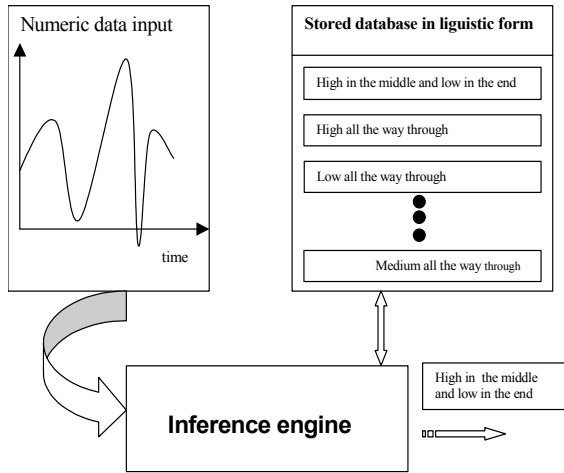 Numeric data input
time
Stored database in liguistic form
High in the middle and low in the end
High all the way through
Low all the way through
Medium all the way through
Inference engine
High in the middle
and low in the end